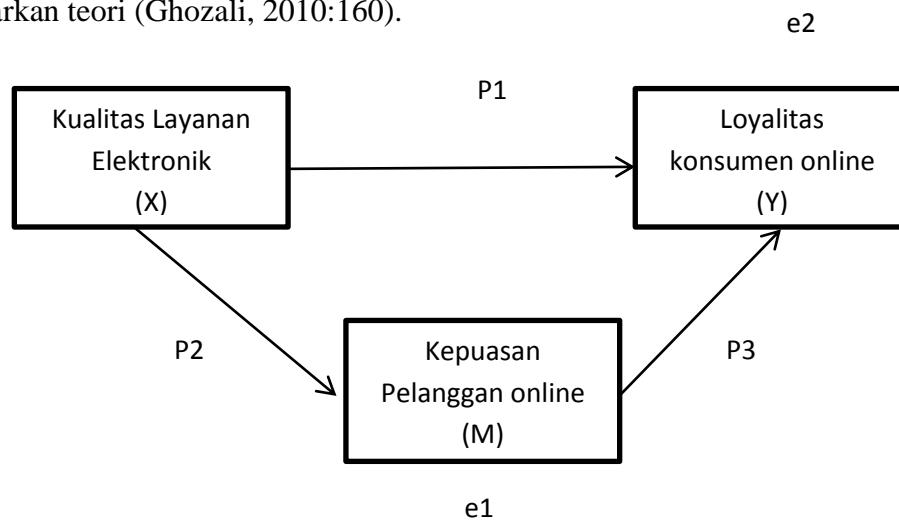 arkan teori (Ghozali, 2010:160).
e2
P1
Kualitas Layanan
Elektronik
(X)
Loyalitas
konsumen online
(Y)
P2
Kepuasan
Pelanggan online
(M)
P3
e1